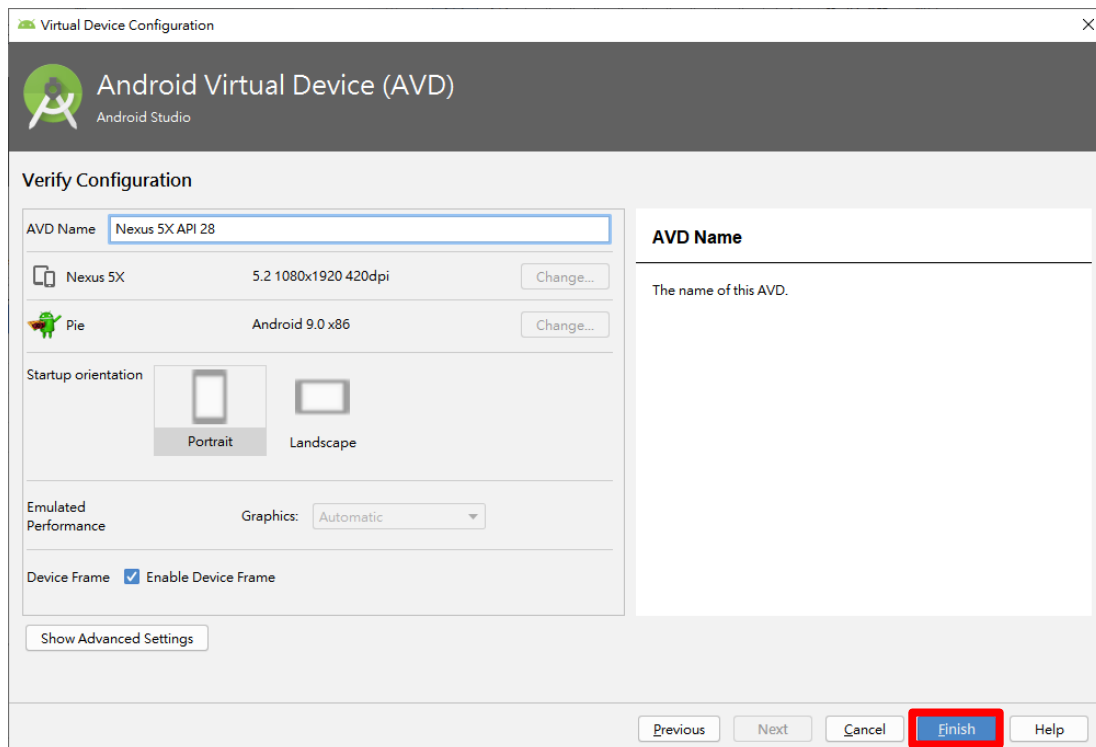 Virtual Device Configuration
Android Virtual Device (AVD)
Android Studio
Verify Configuration
AVD Name Nexus 5X API 28
Nexus 5X 5.2 1080x1920 420dpi Change...
Pie Android 9.0 x86 Change...
Startup orientation
Portrait Landscape
Emulated
Performance
Graphics: Automatic
Device Frame Enable Device Frame
Show Advanced Settings
AVD Name
The name of this AVD.
Previous Next Cancel Finish Help